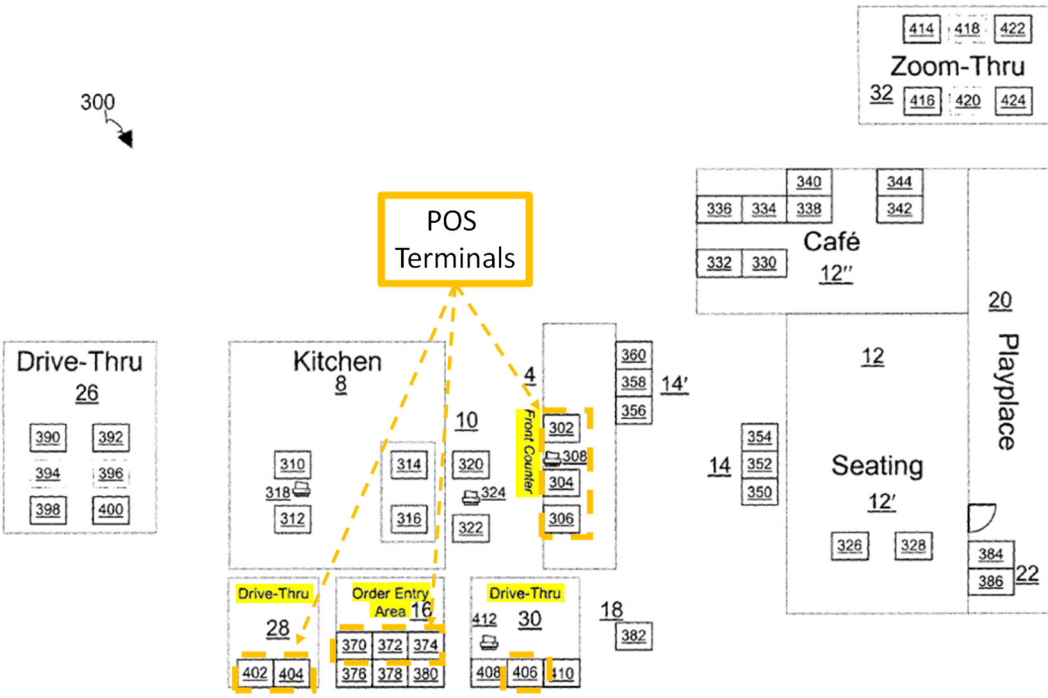 414 418 422
Zoom-Thru
32 416 420 424
300
POS
Terminals
340 344
336 334 338 342
Café
332 330
12"
20
Playplace
Drive-Thru
26
390 392
394 396
398 400
Kitchen
8
10
310 314 320
318 324
312 316 322
4
Front Counter
302
308
304
306
360
358
356
14'
12
354
352
350
14
Seating
12'
326 328
384
386
22
Drive-Thru
28
402 404
Order Entry
Area 16
370 372 374
376 378 380
Drive-Thru
412 30
408 406 410
18
382